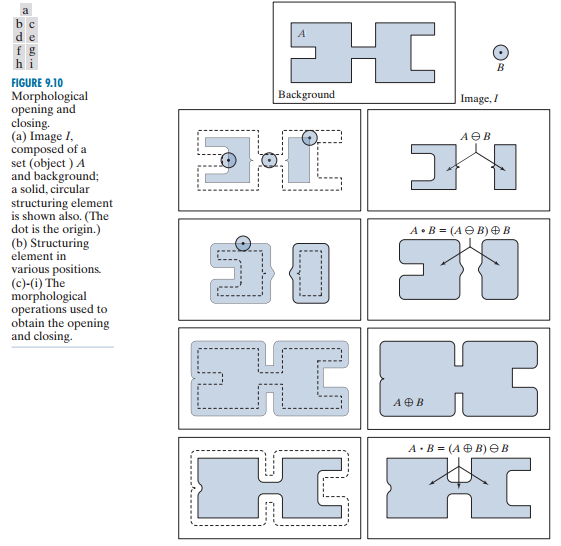 a
b c
d e
f g
h i
FIGURE 9.10
Morphological
opening and
closing.
(a) Image I,
composed of a
set (object ) A
and background;
a solid, circular
structuring element
is shown also. (The
dot is the origin.)
(b) Structuring
element in
various positions.
(c)-(i) The
morphological
operations used to
obtain the opening
and closing.
A
B
Background
Image, I
A ⊖ B
A ∘ B = (A ⊖ B) ⊕ B
A ⊕ B
A • B = (A ⊕ B) ⊖ B